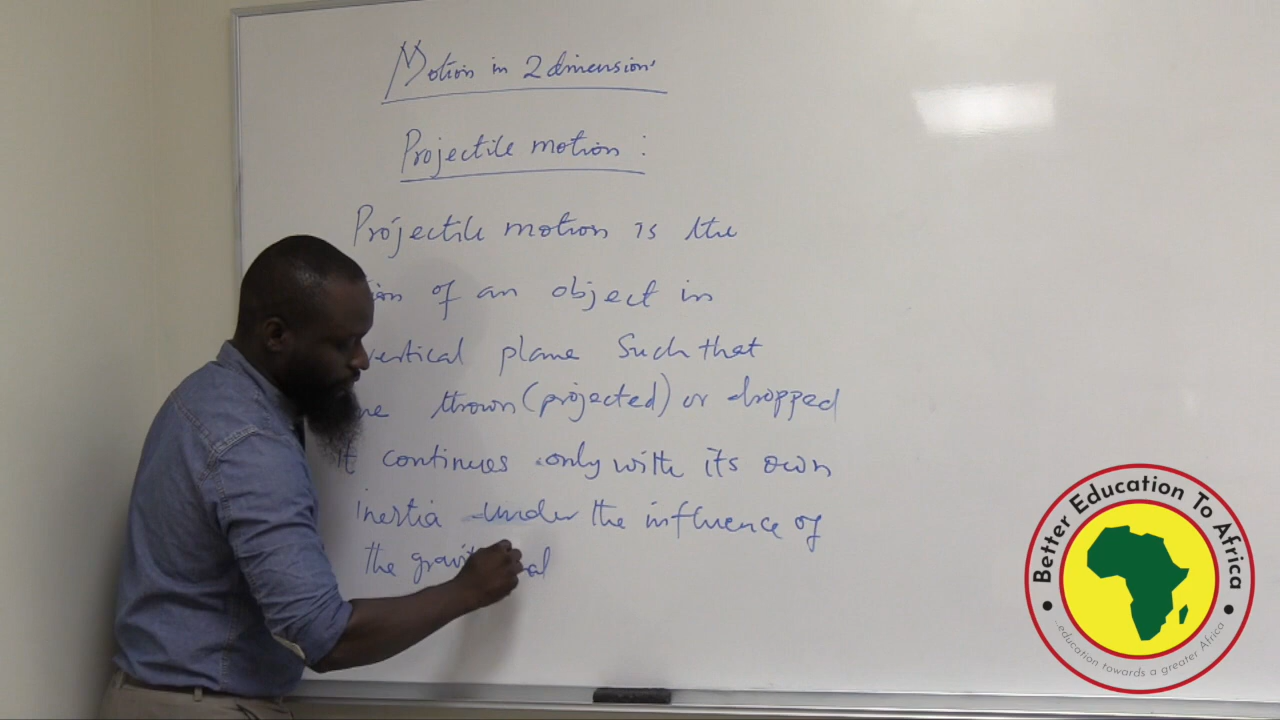 Motion in 2 dimensions
Projectile motion :
Projectile motion is the
of an object in
vertical plane Such that
thrown (projected) or dropped
it continues only with its own
inertia under the influence of
the
Better Education To Africa
..education towards a greater Africa